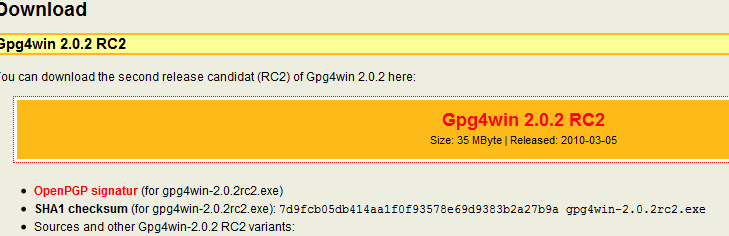 Download
Gpg4win 2.0.2 RC2
You can download the second release candidat (RC2) of Gpg4win 2.0.2 here:
Gpg4win 2.0.2 RC2
Size: 35 MByte | Released: 2010-03-05
OpenPGP signatur (for gpg4win-2.0.2rc.exe)
SHA1 checksum (for gpg4win-2.0.2rc.exe): 7d9fcb05db414aa1f0f93578e69d9383b2a27b9a gpg4win-2.0.2rc2.exe
Sources and other Gpg4win-2.0.2 RC2 variants: